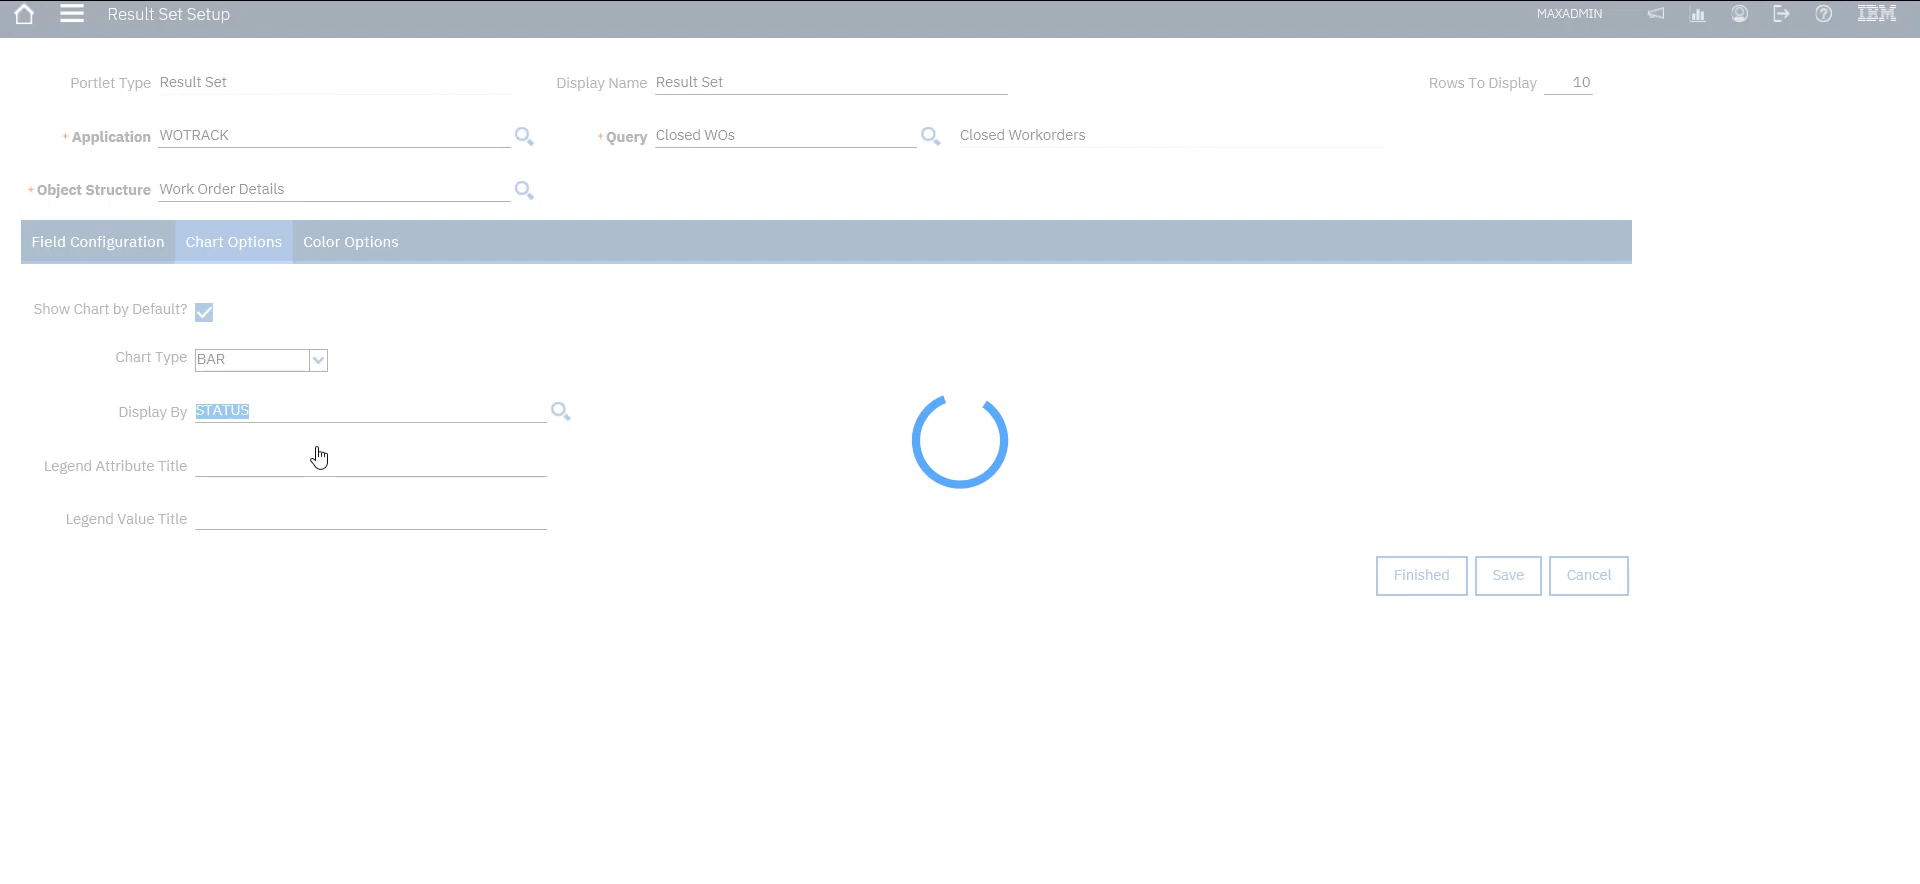 Result Set Setup MAXADMIN IBM
Portlet Type Result Set Display Name Result Set Rows To Display 10
* Application WOTRACK * Query Closed WOs Closed Workorders
* Object Structure Work Order Details
Field Configuration Chart Options Color Options
Show Chart by Default?
Chart Type BAR
Display By STATUS
Legend Attribute Title
Legend Value Title
Finished Save Cancel